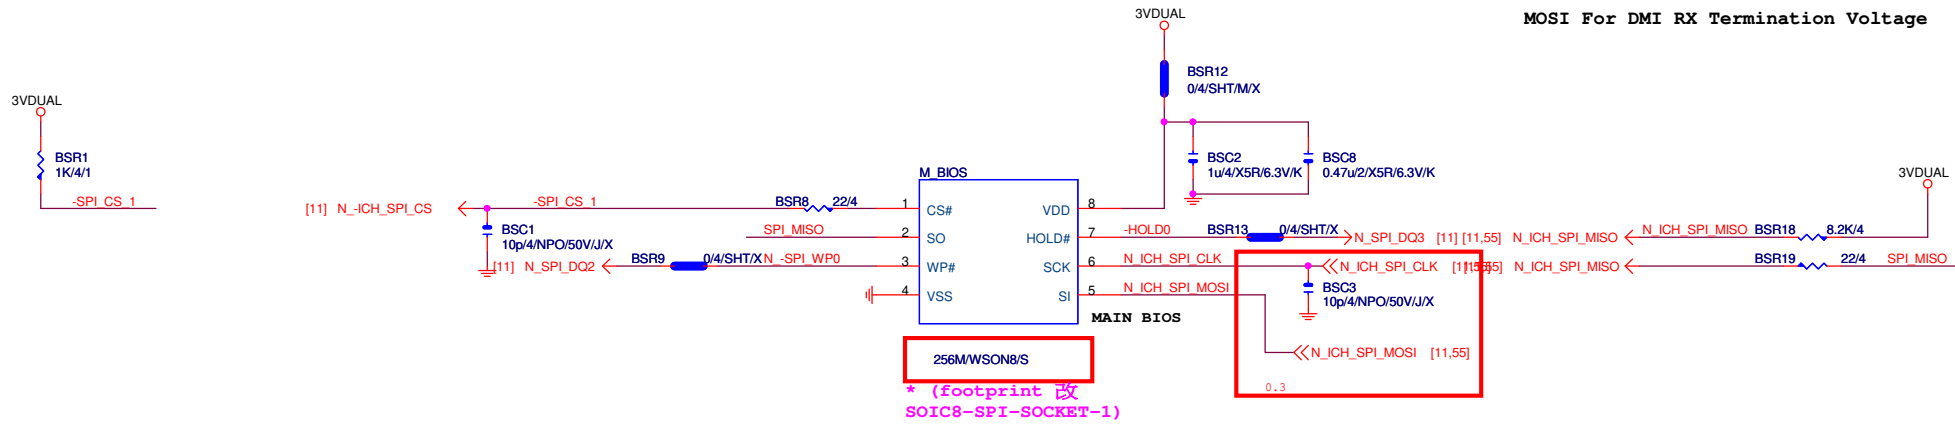 MOSI For DMI RX Termination Voltage
3VDUAL
BSR12
0/4/SHT/M/X
3VDUAL
BSR1
1K/4/1
-SPI_CS_1
BSC2
1u/4/X5R/6.3V/K
BSC8
0.47u/2/X5R/6.3V/K
3VDUAL
M_BIOS
[11] N_-ICH_SPI_CS
-SPI_CS_1
BSR8 22/4
1 CS#
VDD 8
BSC1
10p/4/NPO/50V/J/X
SPI_MISO
2 SO
HOLD# 7
-HOLD0
BSR13 0/4/SHT/X
N_SPI_DQ3 [11]
[11,55] N_ICH_SPI_MISO
N_ICH_SPI_MISO
BSR18 8.2K/4
[11] N_SPI_DQ2
BSR9 0/4/SHT/X
N_-SPI_WP0
3 WP#
SCK 6
N_ICH_SPI_CLK
N_ICH_SPI_CLK
N_ICH_SPI_MISO
BSR19 22/4
SPI_MISO
BSC3
10p/4/NPO/50V/J/X
4 VSS
SI 5
N_ICH_SPI_MOSI
MAIN BIOS
N_ICH_SPI_MOSI [11,55]
256M/WSON8/S
0.3
* (footprint 改
SOIC8-SPI-SOCKET-1)